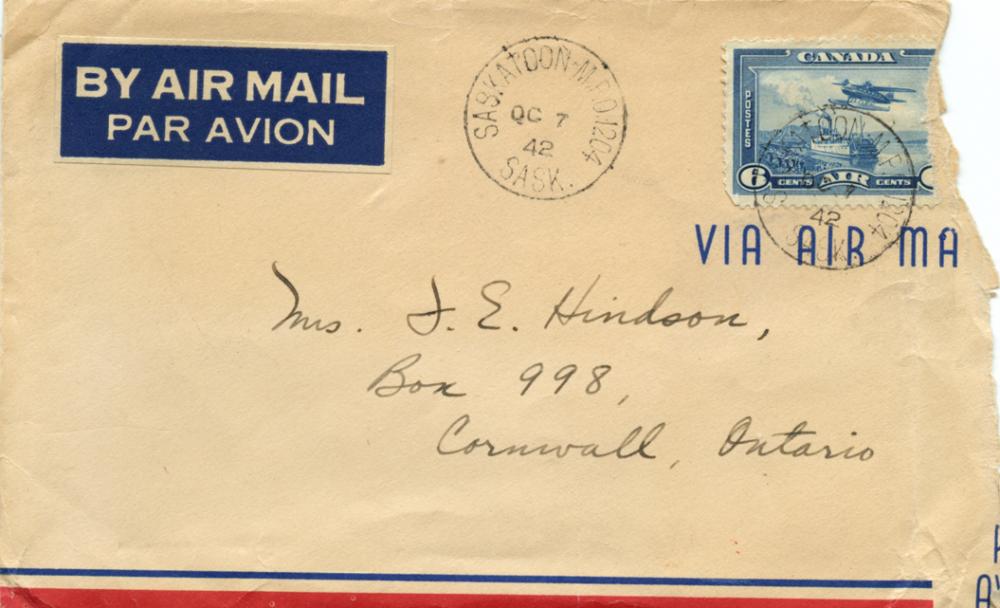 BY AIR MAIL
PAR AVION
SASKATOON-M.P.O. 1204
OC 7
42
SASK.
CANADA
POSTES
6 CENTS AIR CENTS
42
VIA AIR MA
Mrs. J. E. Hindson,
Box 998,
Cornwall, Ontario
AV